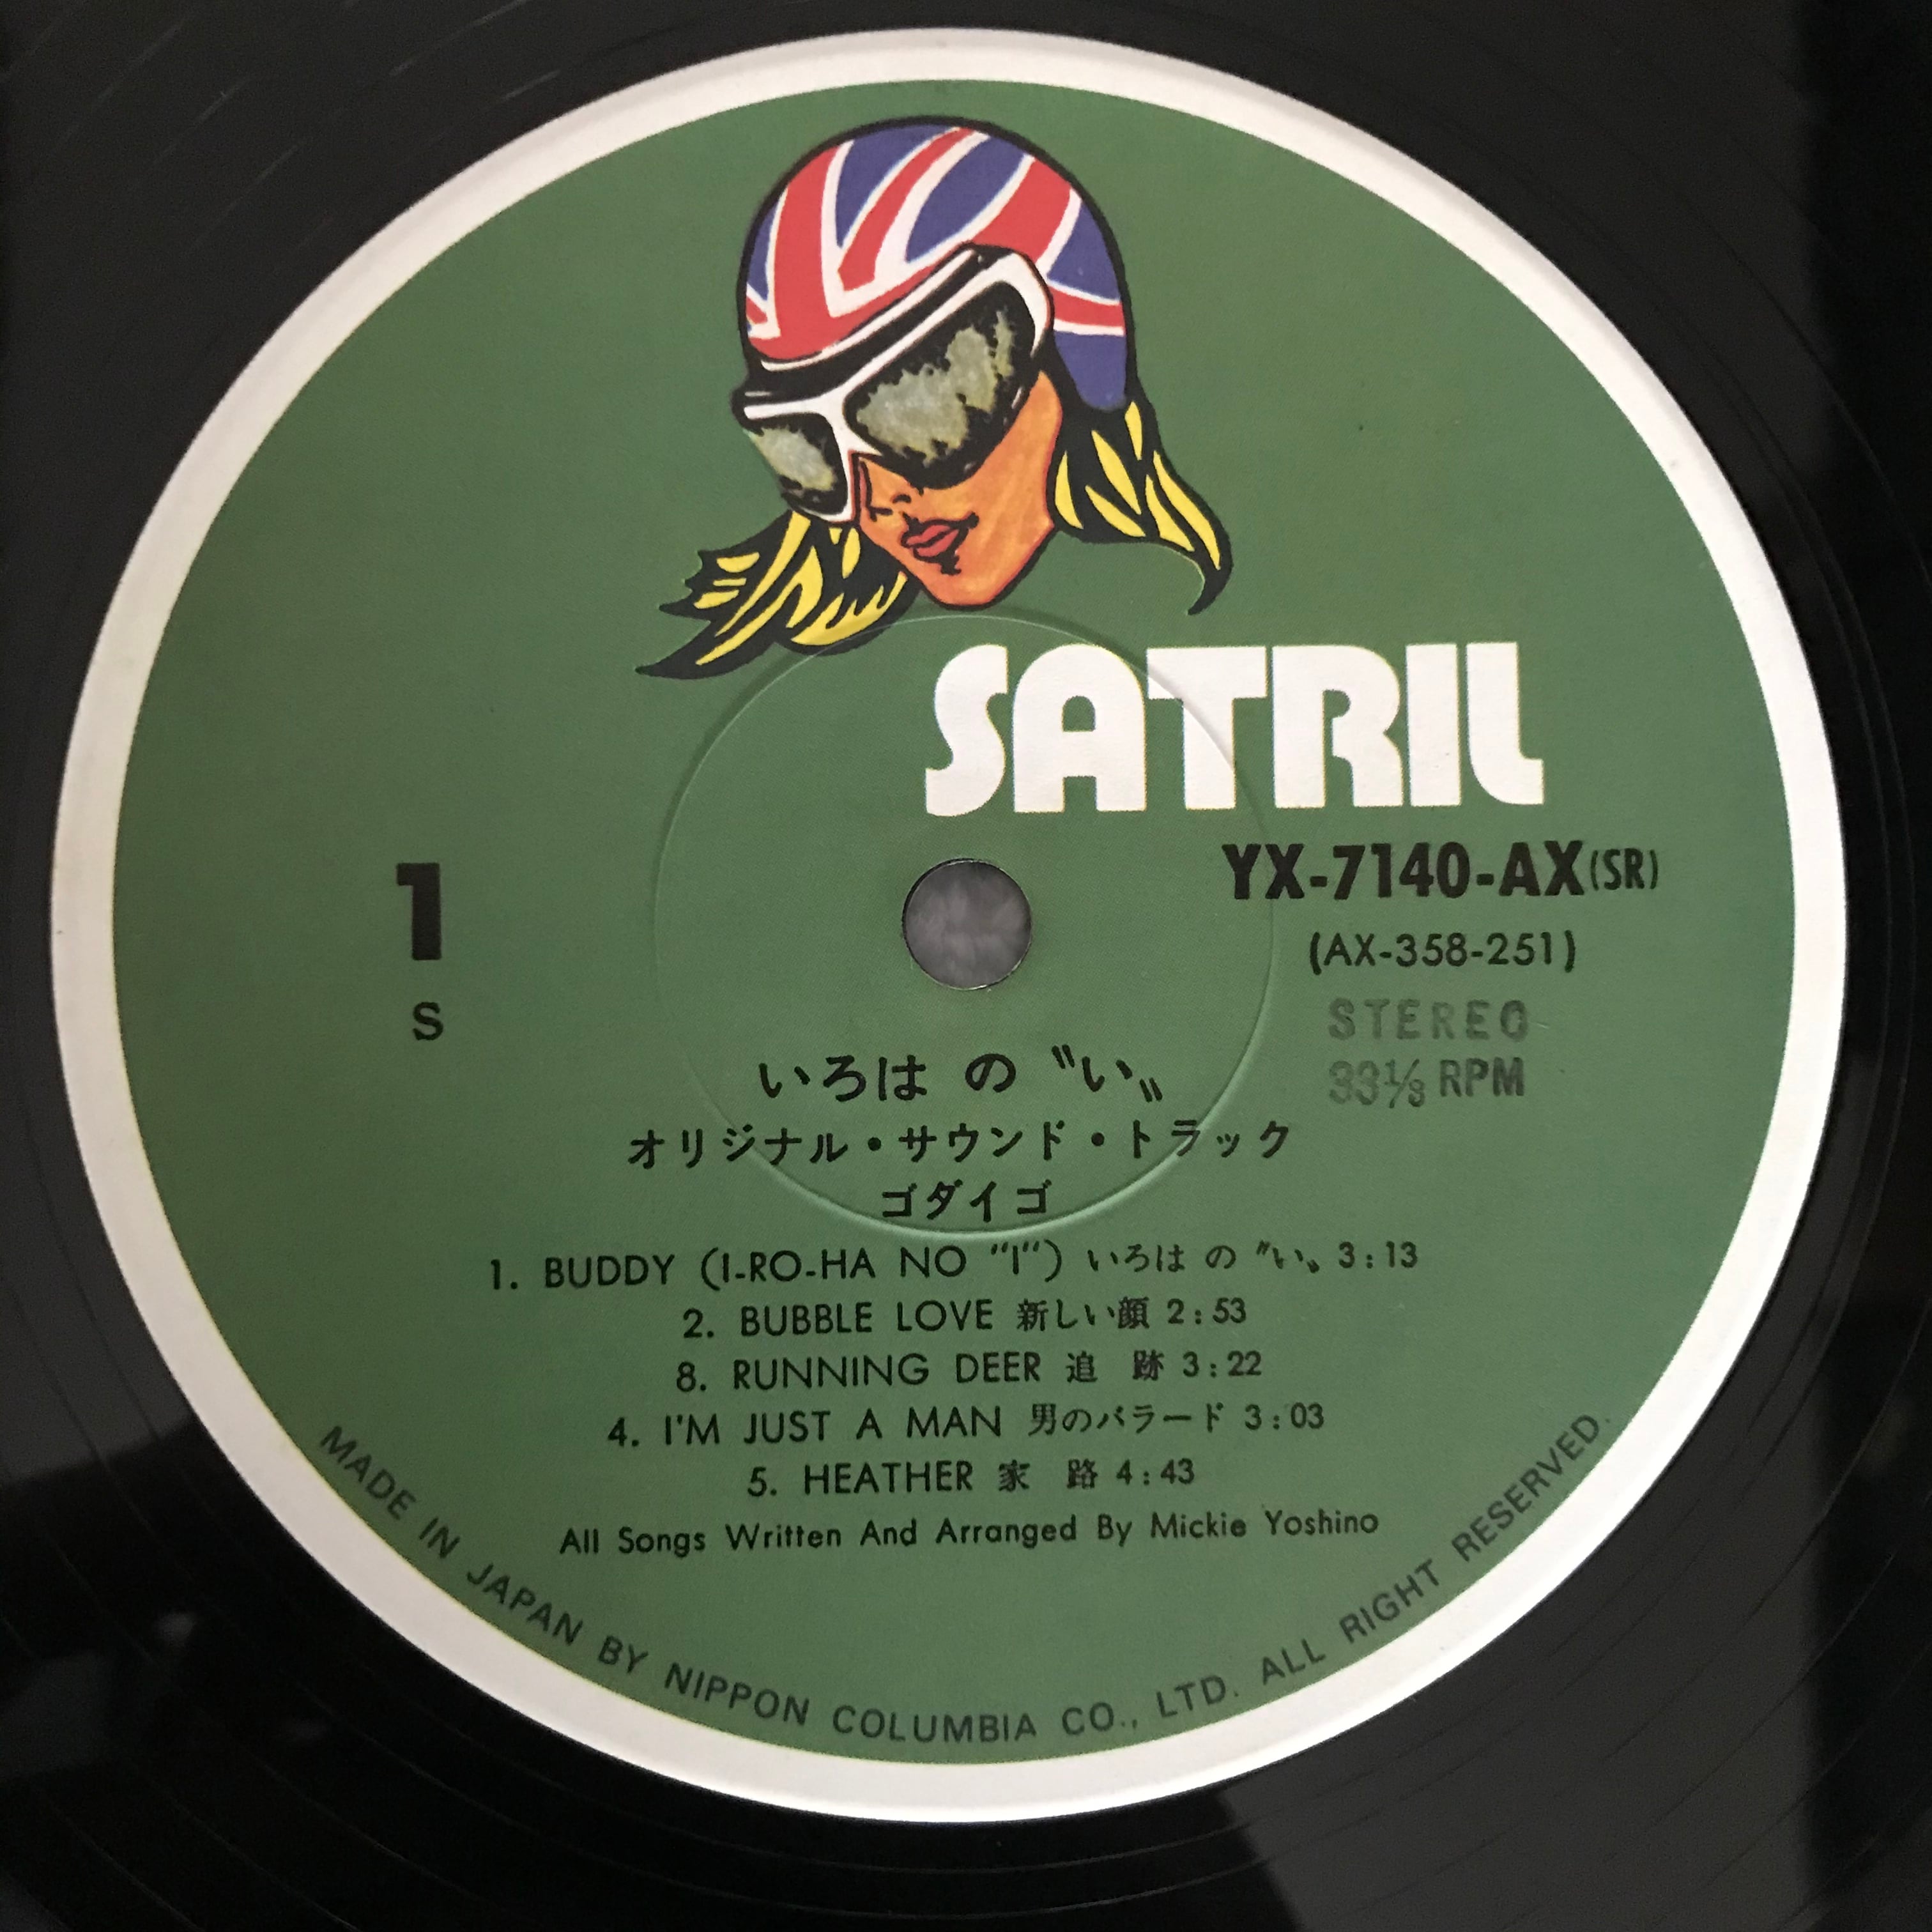 SATRIL
YX-7140-AX(SR)
(AX-358-251)
1
S
STEREO
33⅓ RPM
いろは の〝い〟
オリジナル・サウンド・トラック
ゴダイゴ
1. BUDDY (I-RO-HA NO "I") いろは の〝い〟 3:13
2. BUBBLE LOVE 新しい顔 2:53
8. RUNNING DEER 追 跡 3:22
4. I'M JUST A MAN 男のバラード 3:03
5. HEATHER 家 路 4:43
All Songs Written And Arranged By Mickie Yoshino
MADE IN JAPAN BY NIPPON COLUMBIA CO., LTD. ALL RIGHT RESERVED.